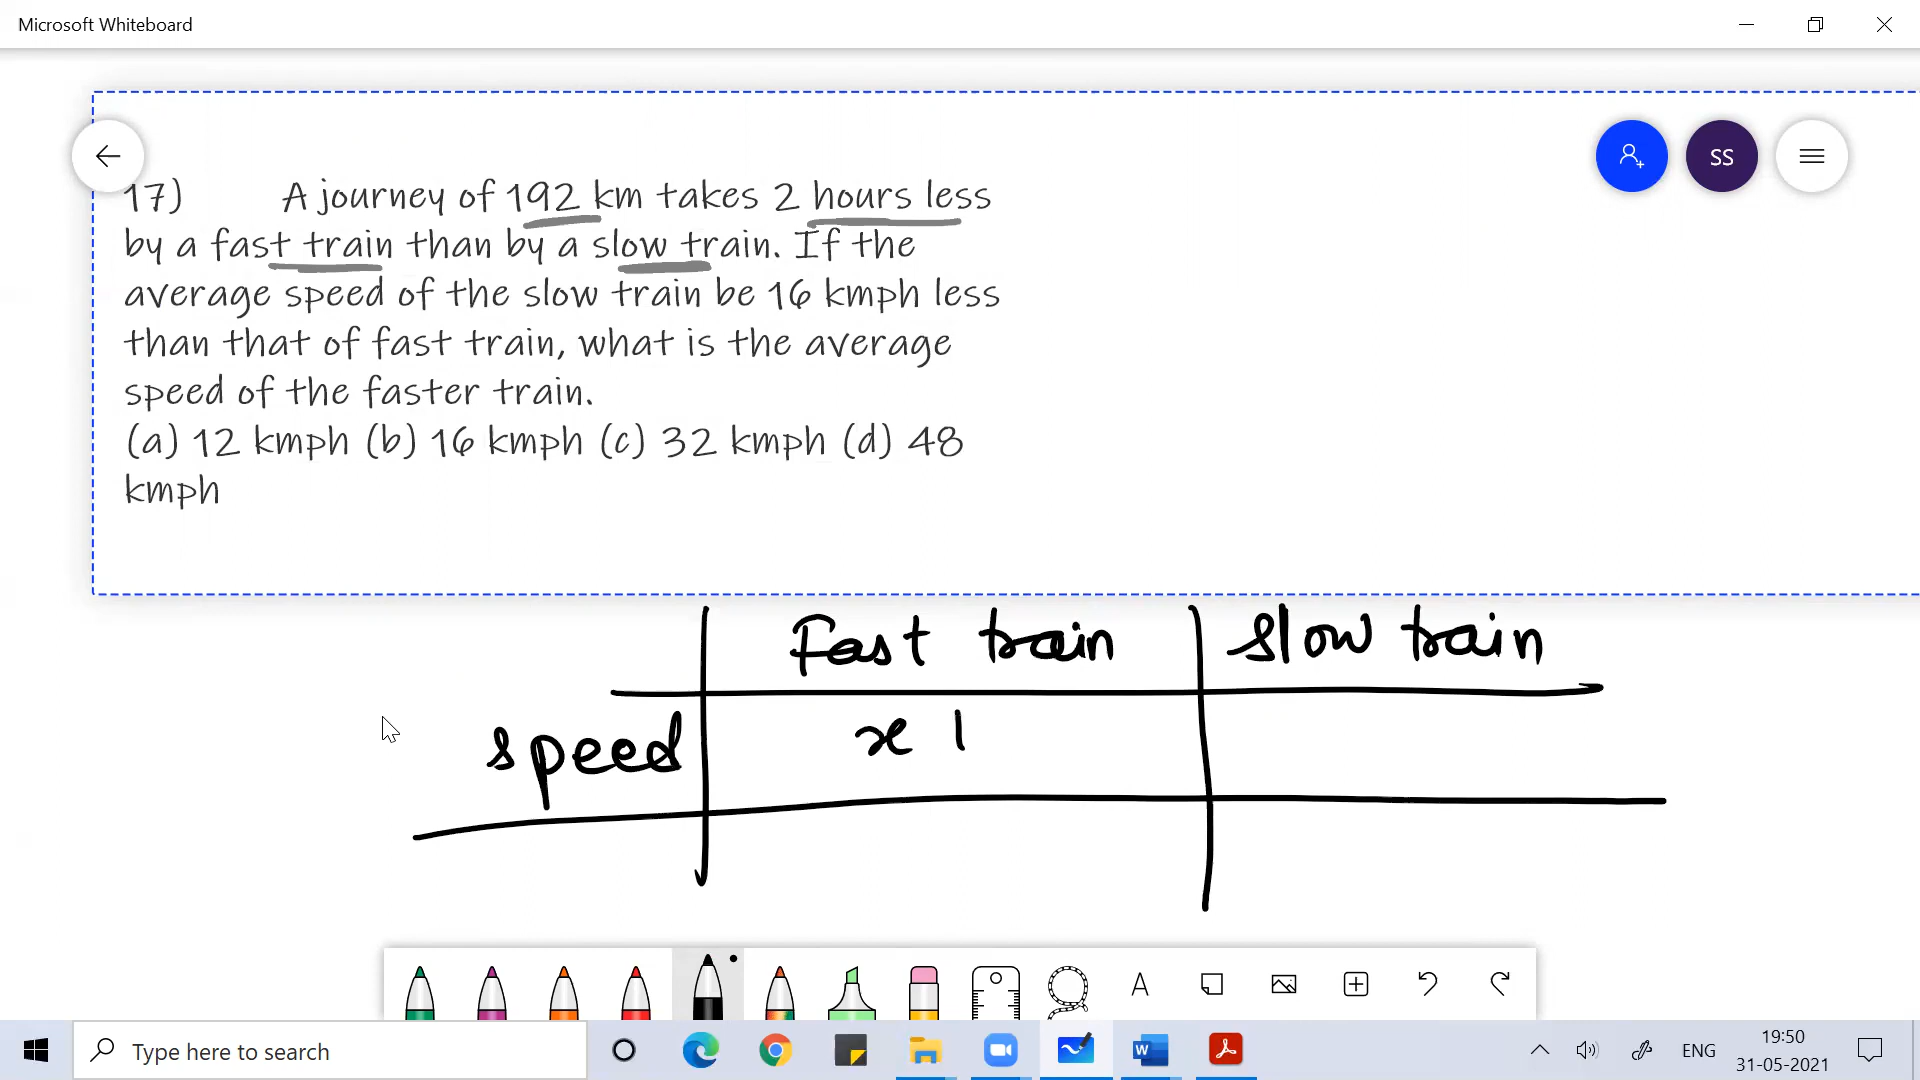 Microsoft Whiteboard
SS
17) A journey of 192 km takes 2 hours less
by a fast train than by a slow train. If the
average speed of the slow train be 16 kmph less
than that of fast train, what is the average
speed of the faster train.
(a) 12 kmph (b) 16 kmph (c) 32 kmph (d) 48
kmph
Fast train slow train
speed x
A
Type here to search
ENG
19:50
31-05-2021